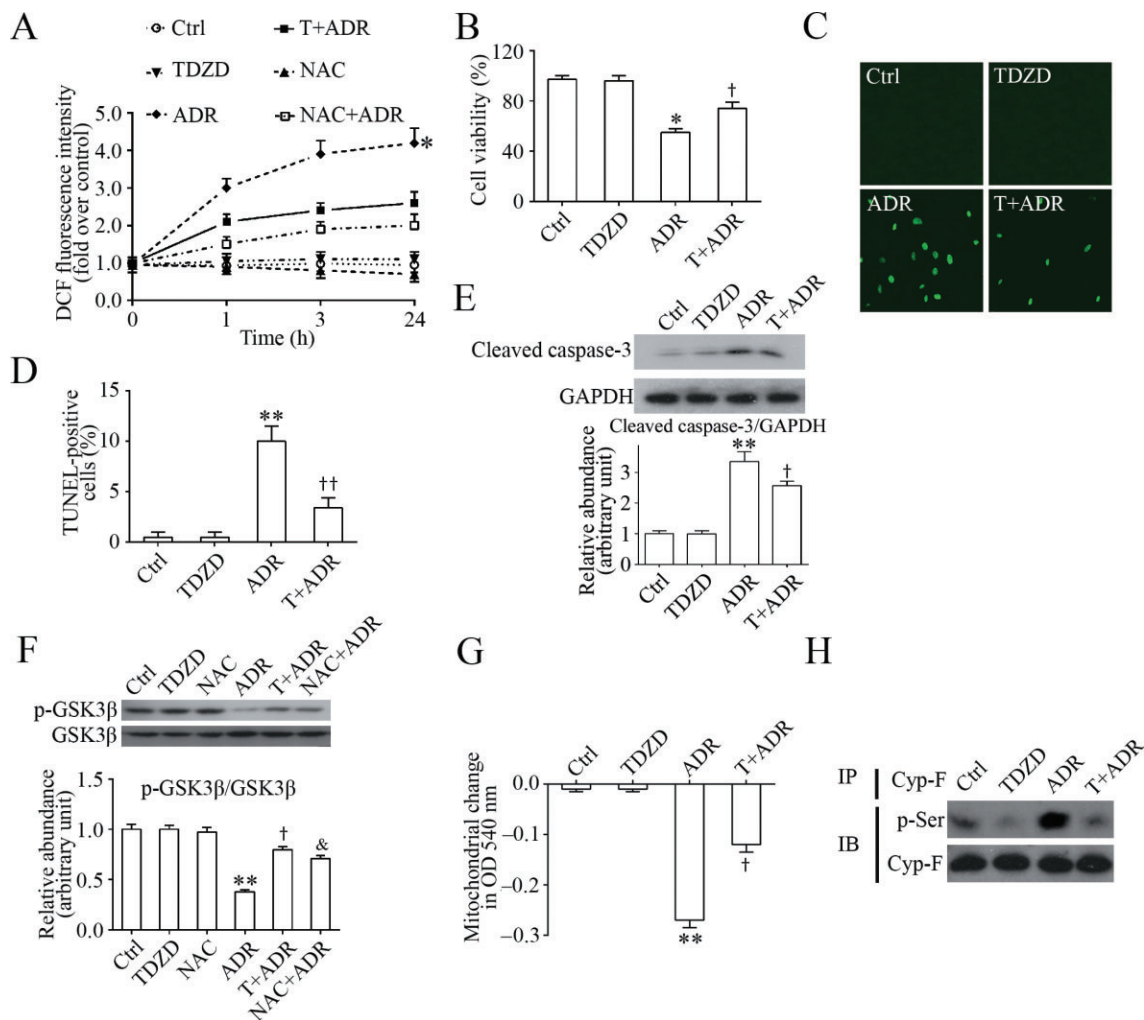 A
Ctrl
T+ADR
TDZD
NAC
ADR
NAC+ADR
DCF fluorescence intensity
(fold over control)
5.0
4.0
3.0
2.0
1.0
0.0
*
0
1
3
24
Time (h)
B
Cell viability (%)
120
80
40
0
*
†
Ctrl
TDZD
ADR
T+ADR
C
Ctrl
TDZD
ADR
T+ADR
D
TUNEL-positive
cells (%)
15
10
5
0
**
††
Ctrl
TDZD
ADR
T+ADR
E
Ctrl
TDZD
ADR
T+ADR
Cleaved caspase-3
GAPDH
Cleaved caspase-3/GAPDH
Relative abundance
(arbitrary unit)
3
2
1
0
**
†
Ctrl
TDZD
ADR
T+ADR
F
Ctrl
TDZD
NAC
ADR
T+ADR
NAC+ADR
p-GSK3β
GSK3β
p-GSK3β/GSK3β
Relative abundance
(arbitrary unit)
1.5
1.0
0.5
0.0
**
†
&
Ctrl
TDZD
NAC
ADR
T+ADR
NAC+ADR
G
Ctrl
TDZD
ADR
T+ADR
Mitochondrial change
in OD 540 nm
0.0
−0.1
−0.2
−0.3
**
†
H
Ctrl
TDZD
ADR
T+ADR
IP
Cyp-F
IB
p-Ser
Cyp-F